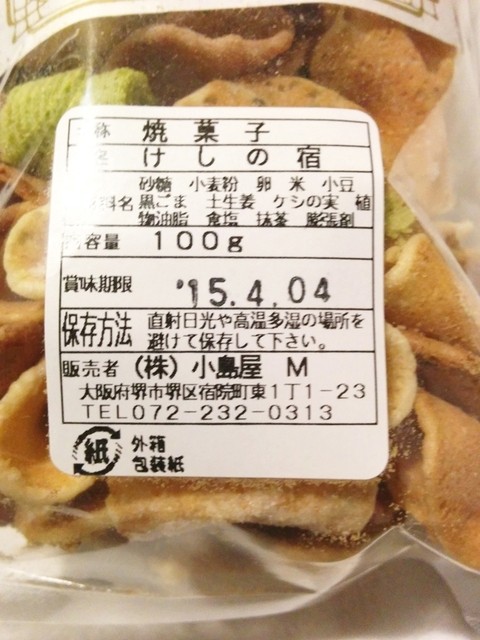 称 焼菓子
けしの宿
砂糖 小麦粉 卵 米 小豆
材料名 黒ごま 土生姜 ケシの実 植
物油脂 食塩 抹茶 膨張剤
内容量 100g
賞味期限 '15.4.04
保存方法 直射日光や高温多湿の場所を
避けて保存して下さい。
販売者 (株) 小島屋 M
大阪府堺市堺区宿院町東1丁1-23
TEL072-232-0313
紙 外箱
包装紙